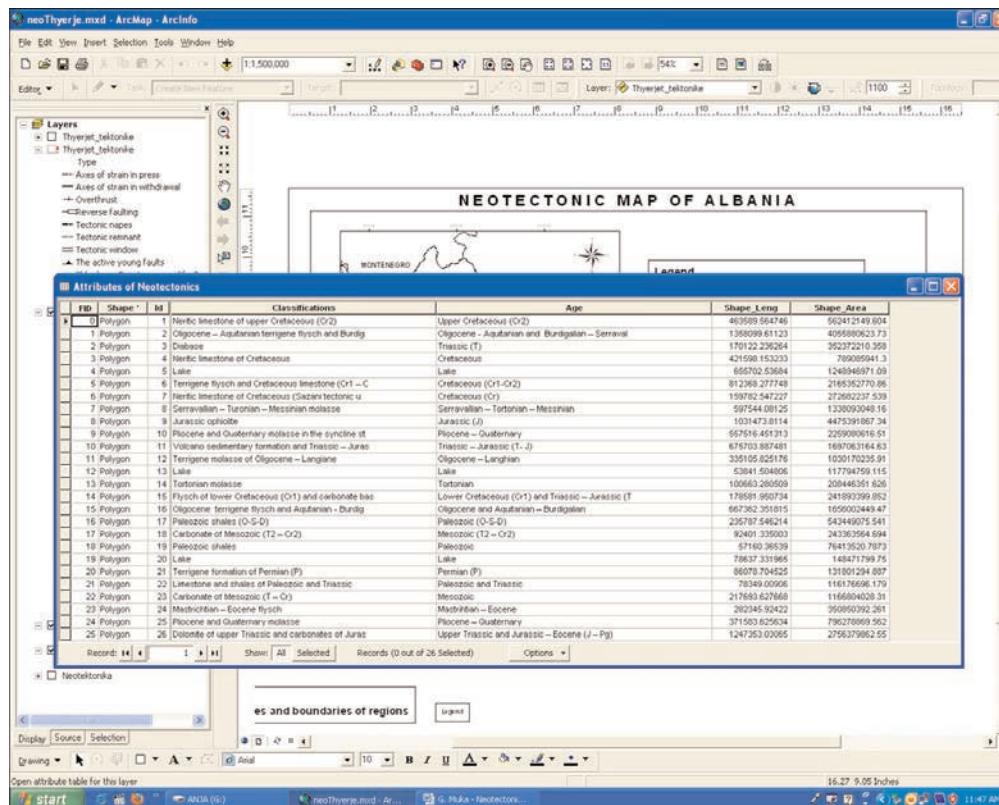 neoThyerje.mxd - ArcMap - ArcInfo
File Edit View Insert Selection Tools Window Help
1:1,500,000 54%
Editor Task: Create New Feature Target: Layer: Thyerjet_tektonike 1100
Layers
Thyerjet_tektonike
Thyerjet_tektonike
Type
Axes of strain in press
Axes of strain in withdrawal
Overthrust
Reverse faulting
Tectonic napes
Tectonic remnant
Tectonic window
The active young faults
NEOTECTONIC MAP OF ALBANIA
MONTENEGRO
Legend
Attributes of Neotectonics
FID Shape * Id Classifications Age Shape_Leng Shape_Area
0 Polygon 1 Neritic limestone of upper Cretaceous (Cr2) Upper Cretaceous (Cr2) 463589.564746 562412149.604
1 Polygon 2 Oligocene – Aquitanian terrigene flysch and Burdig Oligocene - Aquitanian and Burdigalian – Serraval 1358099.61123 4055880623.73
2 Polygon 3 Diabase Triassic (T) 170122.236264 352372210.358
3 Polygon 4 Neritic limestone of Cretaceous Cretaceous 421598.153233 789085941.3
4 Polygon 5 Lake Lake 655702.53684 1248946971.09
5 Polygon 6 Terrigene flysch and Cretaceous limestone (Cr1 – C Cretaceous (Cr1-Cr2) 812368.277748 2165352770.86
6 Polygon 7 Neritic limestone of Cretaceous (Sazani tectonic u Cretaceous (Cr) 159782.547227 272682237.539
7 Polygon 8 Serravallian – Turonian – Messinian molasse Serravallian – Tortonian – Messinian 597544.08125 1338093048.16
8 Polygon 9 Jurassic ophiolite Jurassic (J) 1031473.8114 4475391867.34
9 Polygon 10 Pliocene and Quaternary molasse in the syncline st Pliocene – Quaternary 557516.451313 2259080616.51
10 Polygon 11 Volcano sedimentary formation and Triassic – Juras Triassic – Jurassic (T- J) 675703.887481 1697063164.63
11 Polygon 12 Terrigene molasse of Oligocene – Langiane Oligocene – Langhian 335105.825176 1030170235.91
12 Polygon 13 Lake Lake 53841.504806 117794759.115
13 Polygon 14 Tortonian molasse Tortonian 100663.280509 208446351.626
14 Polygon 15 Flysch of lower Cretaceous (Cr1) and carbonate bas Lower Cretaceous (Cr1) and Triassic – Jurassic (T 178581.950734 241893399.852
15 Polygon 16 Oligocene terrigene flysch and Aquitanian - Burdig Oligocene and Aquitanian – Burdigalian 667362.351815 1656002449.47
16 Polygon 17 Paleozoic shales (O-S-D) Paleozoic (O-S-D) 235787.546214 543449075.541
17 Polygon 18 Carbonate of Mesozoic (T2 – Cr2) Mesozoic (T2 – Cr2) 92401.335003 243363564.694
18 Polygon 19 Paleozoic shales Paleozoic 57160.36539 76413520.7873
19 Polygon 20 Lake Lake 78637.331965 148471799.75
20 Polygon 21 Terrigene formation of Permian (P) Permian (P) 86078.704525 131801294.887
21 Polygon 22 Limestone and shales of Paleozoic and Triassic Paleozoic and Triassic 78349.00906 116176696.179
22 Polygon 23 Carbonate of Mesozoic (T – Cr) Mesozoic 217693.627668 1166804028.31
23 Polygon 24 Mastrichtian – Eocene flysch Mastrihtian – Eocene 282345.92422 350850392.261
24 Polygon 25 Pliocene and Quaternary molasse Pliocene – Quaternary 371583.625634 796278869.562
25 Polygon 26 Dolomite of upper Triassic and carbonates of Juras Upper Triassic and Jurassic – Eocene (J – Pg) 1247353.03065 2756379862.55
Record: 1 Show: All Selected Records (0 out of 26 Selected) Options
Neotektonika
es and boundaries of regions
Legend
Display Source Selection
Drawing Arial 10 B I U A
Open attribute table for this layer 16.27 9.05 Inches
start ANJA (G:) neoThyerje.mxd - Ar... G. Muka - Neotectoni... 11:47 AM